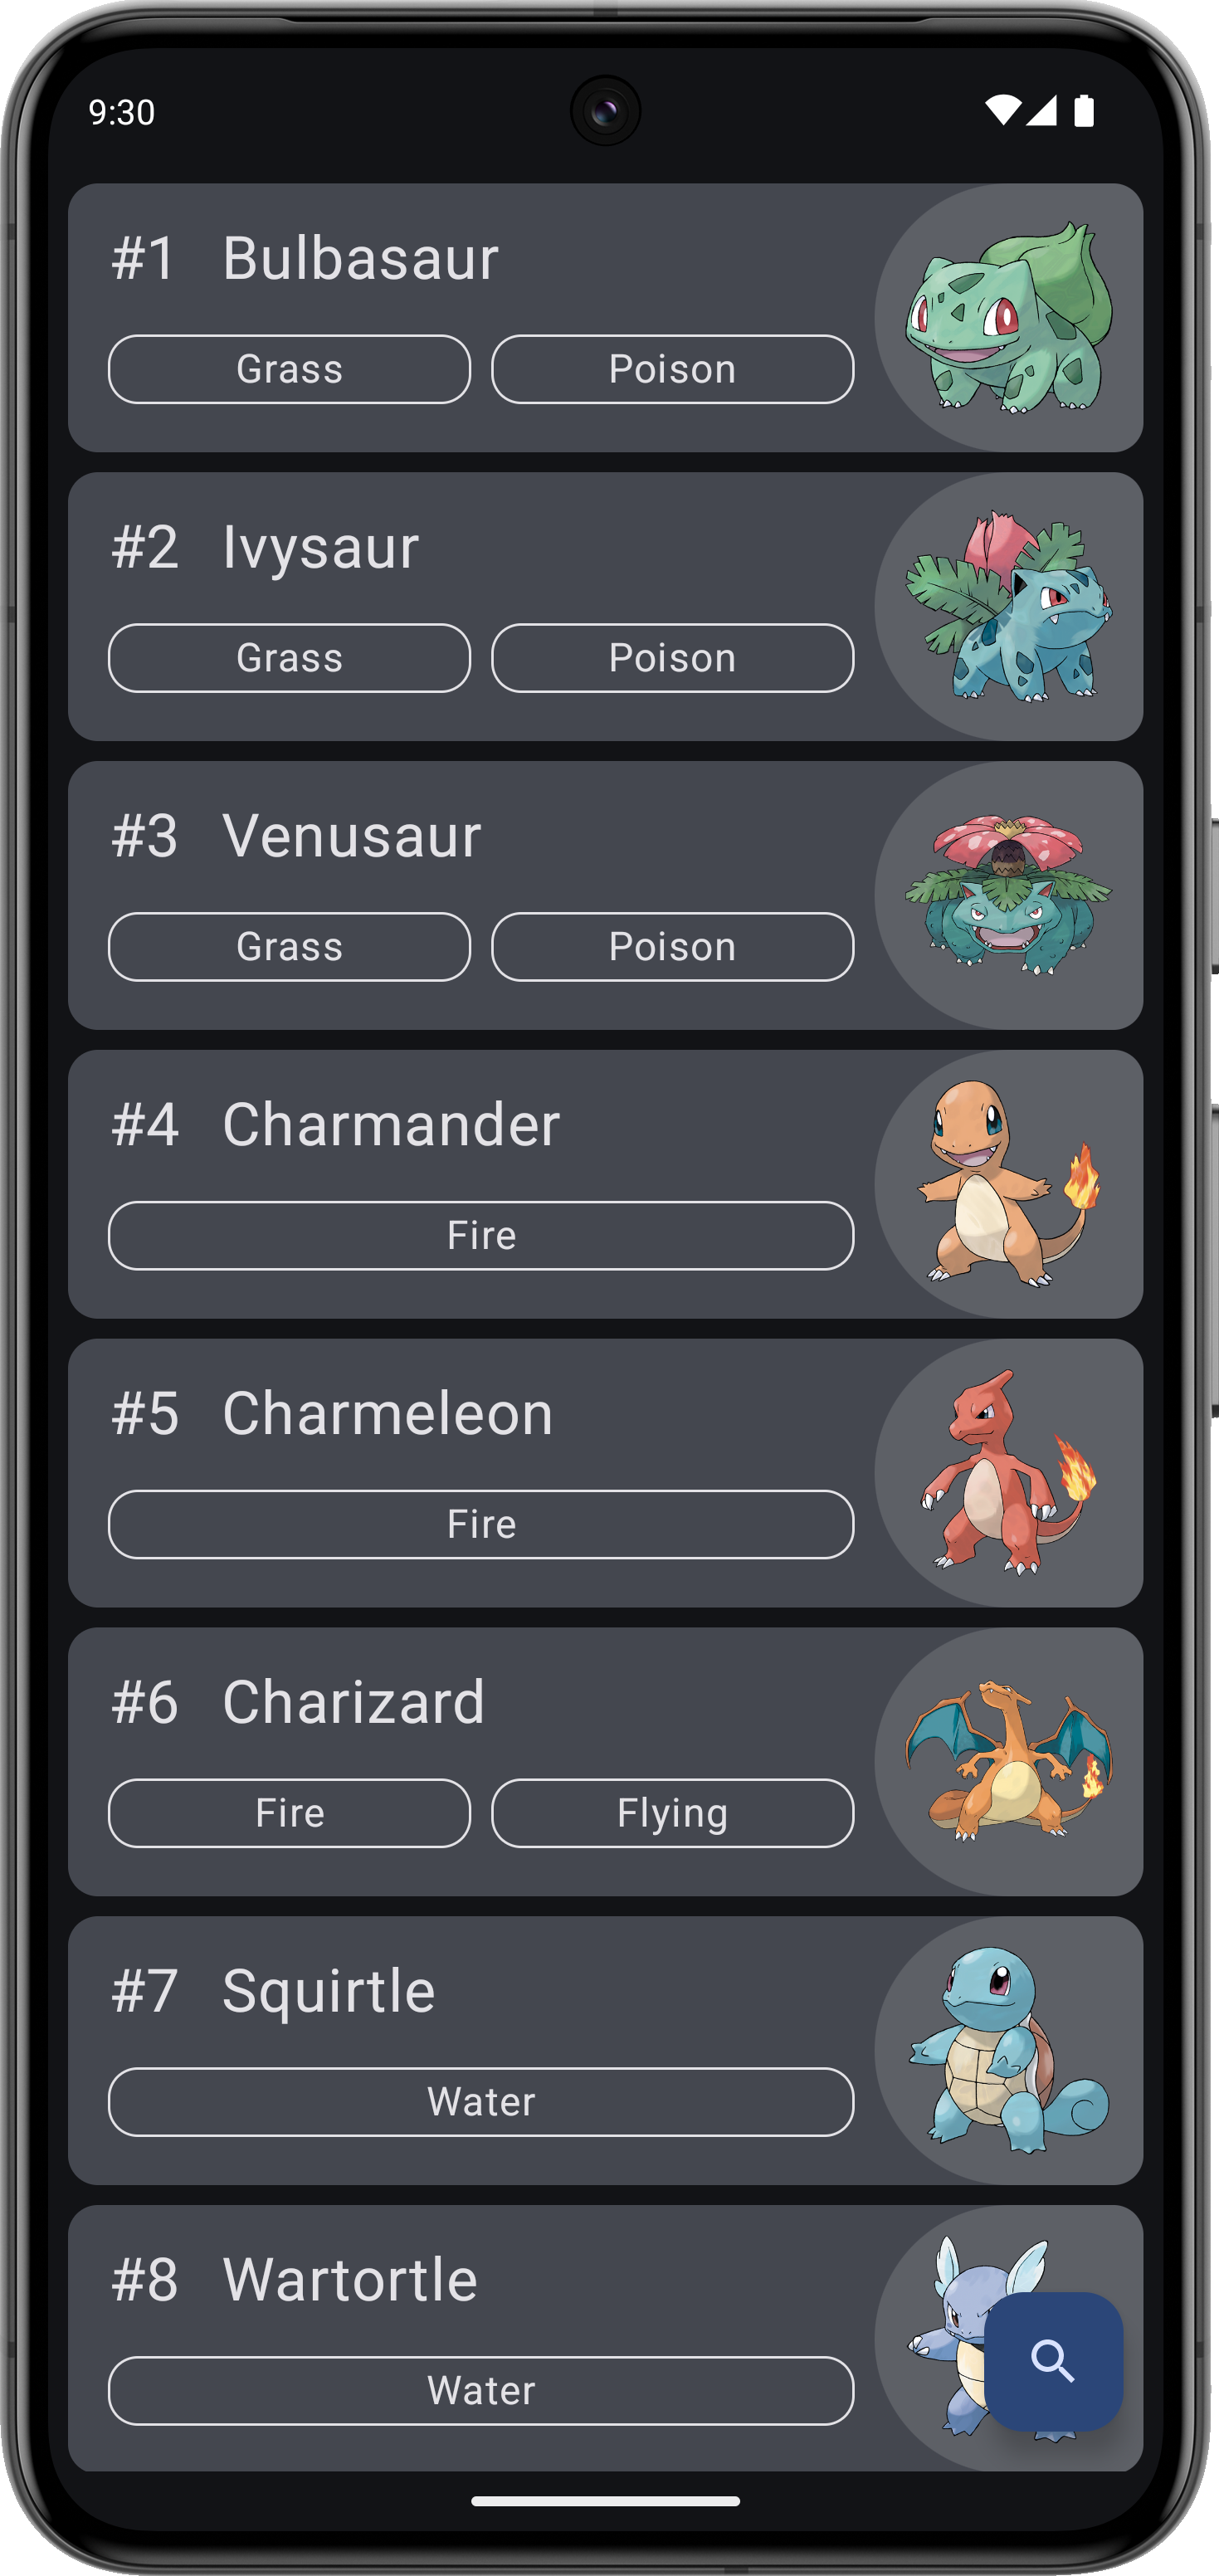 9:30
#1 Bulbasaur
Grass Poison
#2 Ivysaur
Grass Poison
#3 Venusaur
Grass Poison
#4 Charmander
Fire
#5 Charmeleon
Fire
#6 Charizard
Fire Flying
#7 Squirtle
Water
#8 Wartortle
Water